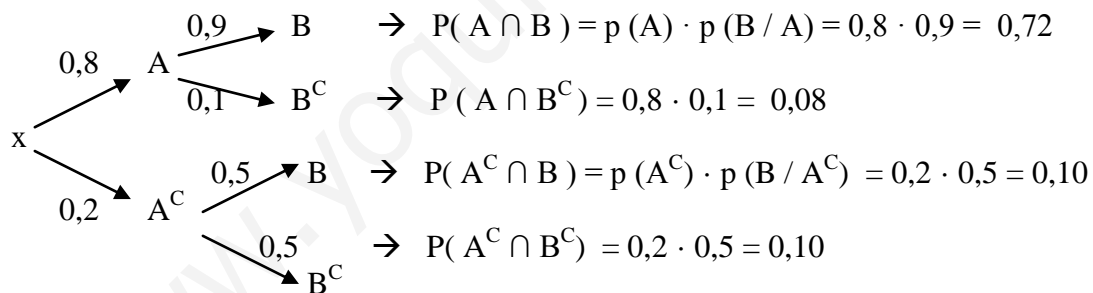 0,9 B → P( A ∩ B ) = p (A) · p (B / A) = 0,8 · 0,9 = 0,72
0,8 A
0,1 B^C → P ( A ∩ B^C ) = 0,8 · 0,1 = 0,08
x
0,5 B → P( A^C ∩ B ) = p (A^C) · p (B / A^C) = 0,2 · 0,5 = 0,10
0,2 A^C
0,5 → P( A^C ∩ B^C) = 0,2 · 0,5 = 0,10
B^C